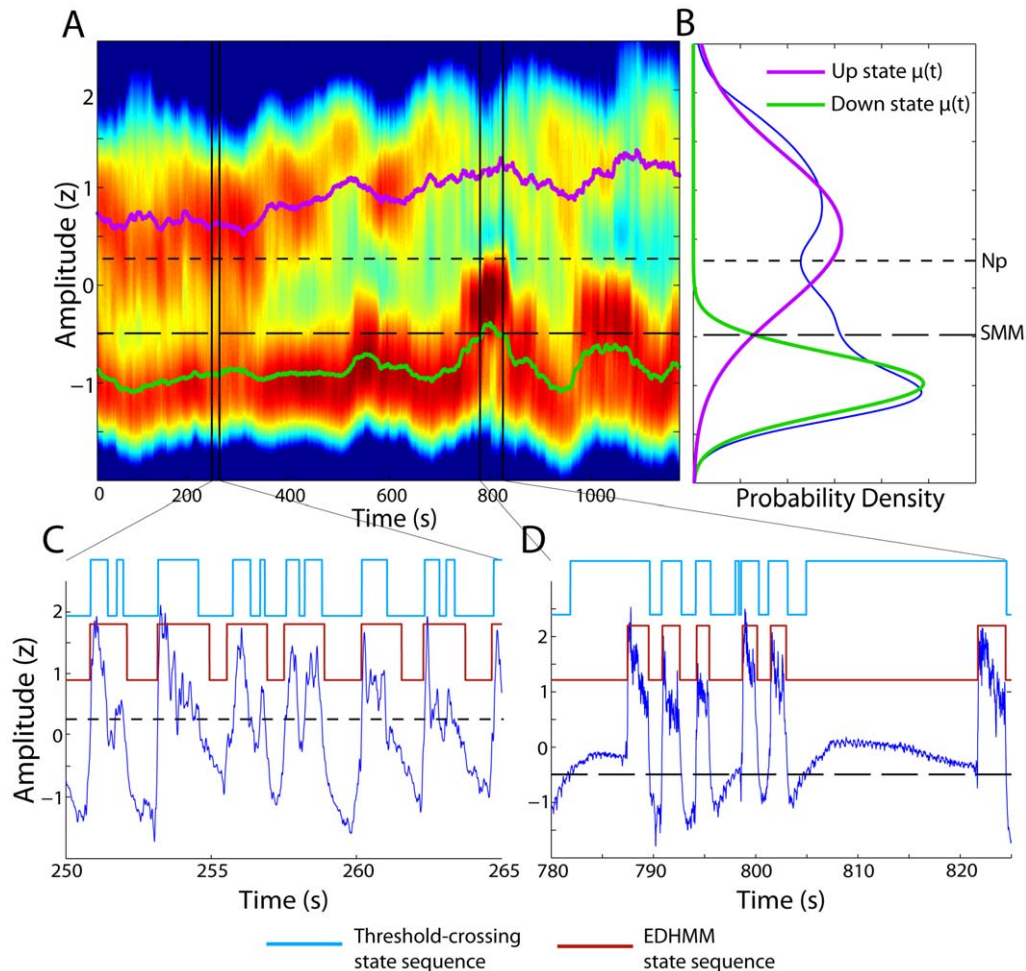 A
B
2
1
0
−1
Amplitude (z)
0
200
400
600
800
1000
Time (s)
Up state μ(t)
Down state μ(t)
Np
SMM
Probability Density
C
2
1
0
−1
Amplitude (z)
250
255
260
265
Time (s)
D
2
1
0
−1
780
790
800
810
820
Time (s)
Threshold-crossing
state sequence
EDHMM
state sequence